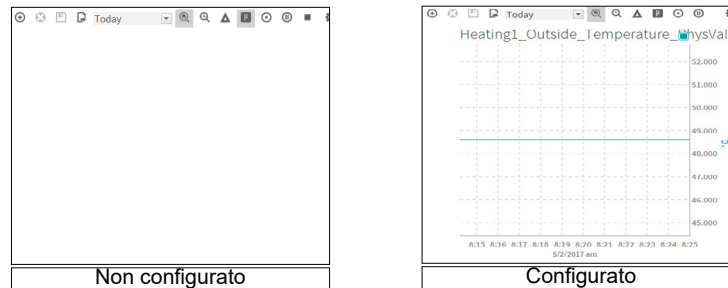 Today
Non configurato
Today
Heating1_Outside_Temperature_PhysVal
52.000
51.000
50.000
49.000
°C
48.000
47.000
46.000
45.000
8:15 8:16 8:17 8:18 8:19 8:20 8:21 8:22 8:23 8:24 8:25
5/2/2017 am
Configurato